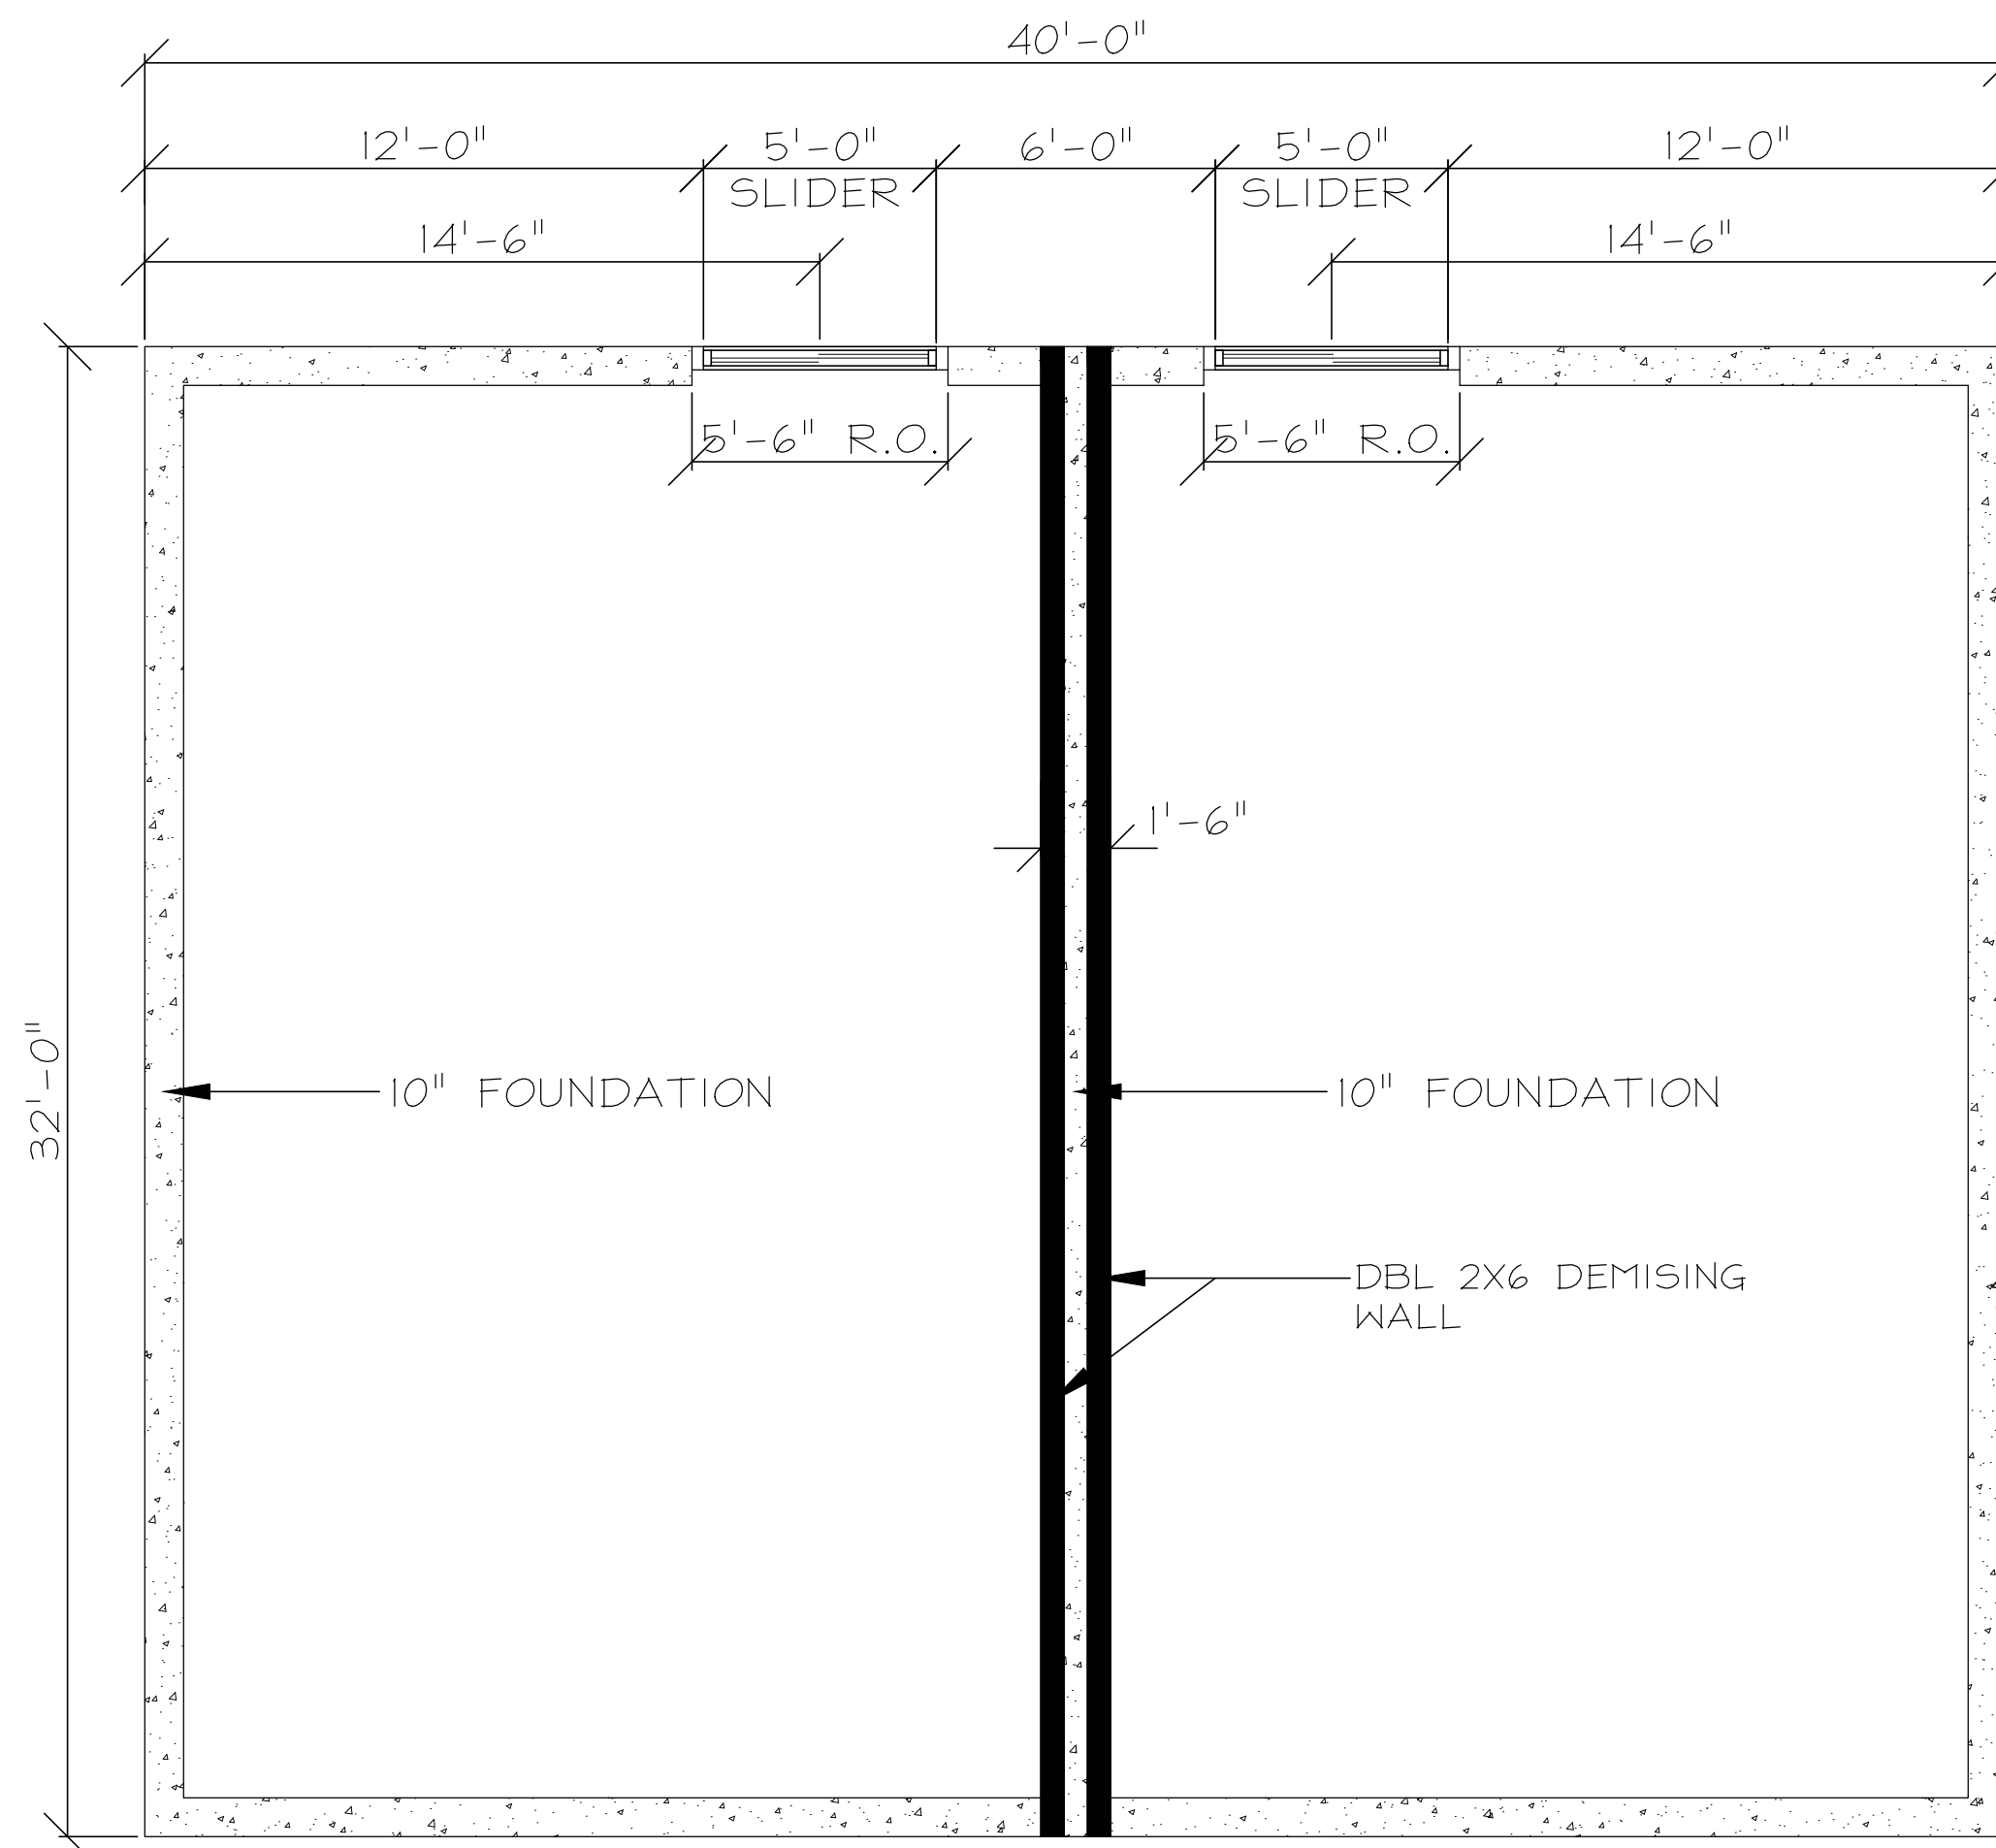 40'-0"
12'-0" 5'-0" 6'-0" 5'-0" 12'-0"
SLIDER SLIDER
14'-6" 14'-6"
5'-6" R.O. 5'-6" R.O.
1'-6"
32'-0"
10" FOUNDATION 10" FOUNDATION
DBL 2X6 DEMISING
WALL